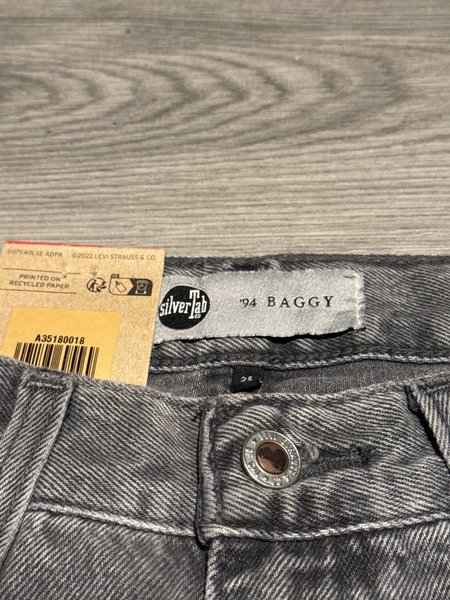 ©2022 LEVI STRAUSS & CO.
PRINTED ON
RECYCLED PAPER
A35180018
silverTab
'94 BAGGY